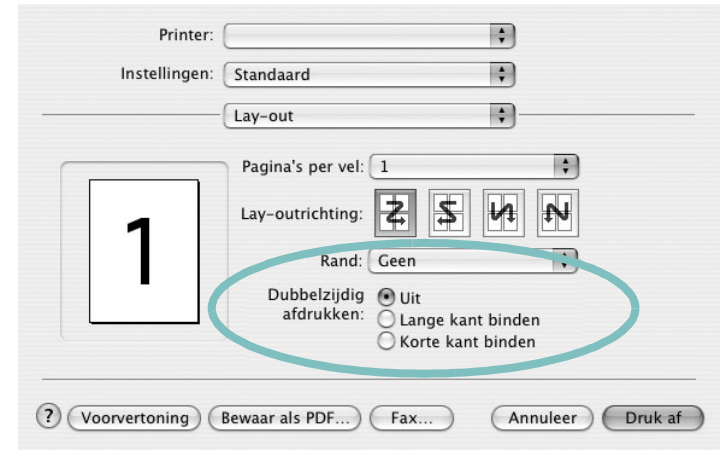 Printer:
Instellingen: Standaard
Lay-out
Pagina's per vel: 1
1
Lay-outrichting:
Rand: Geen
Dubbelzijdig afdrukken:
Uit
Lange kant binden
Korte kant binden
? Voorvertoning Bewaar als PDF... Fax... Annuleer Druk af